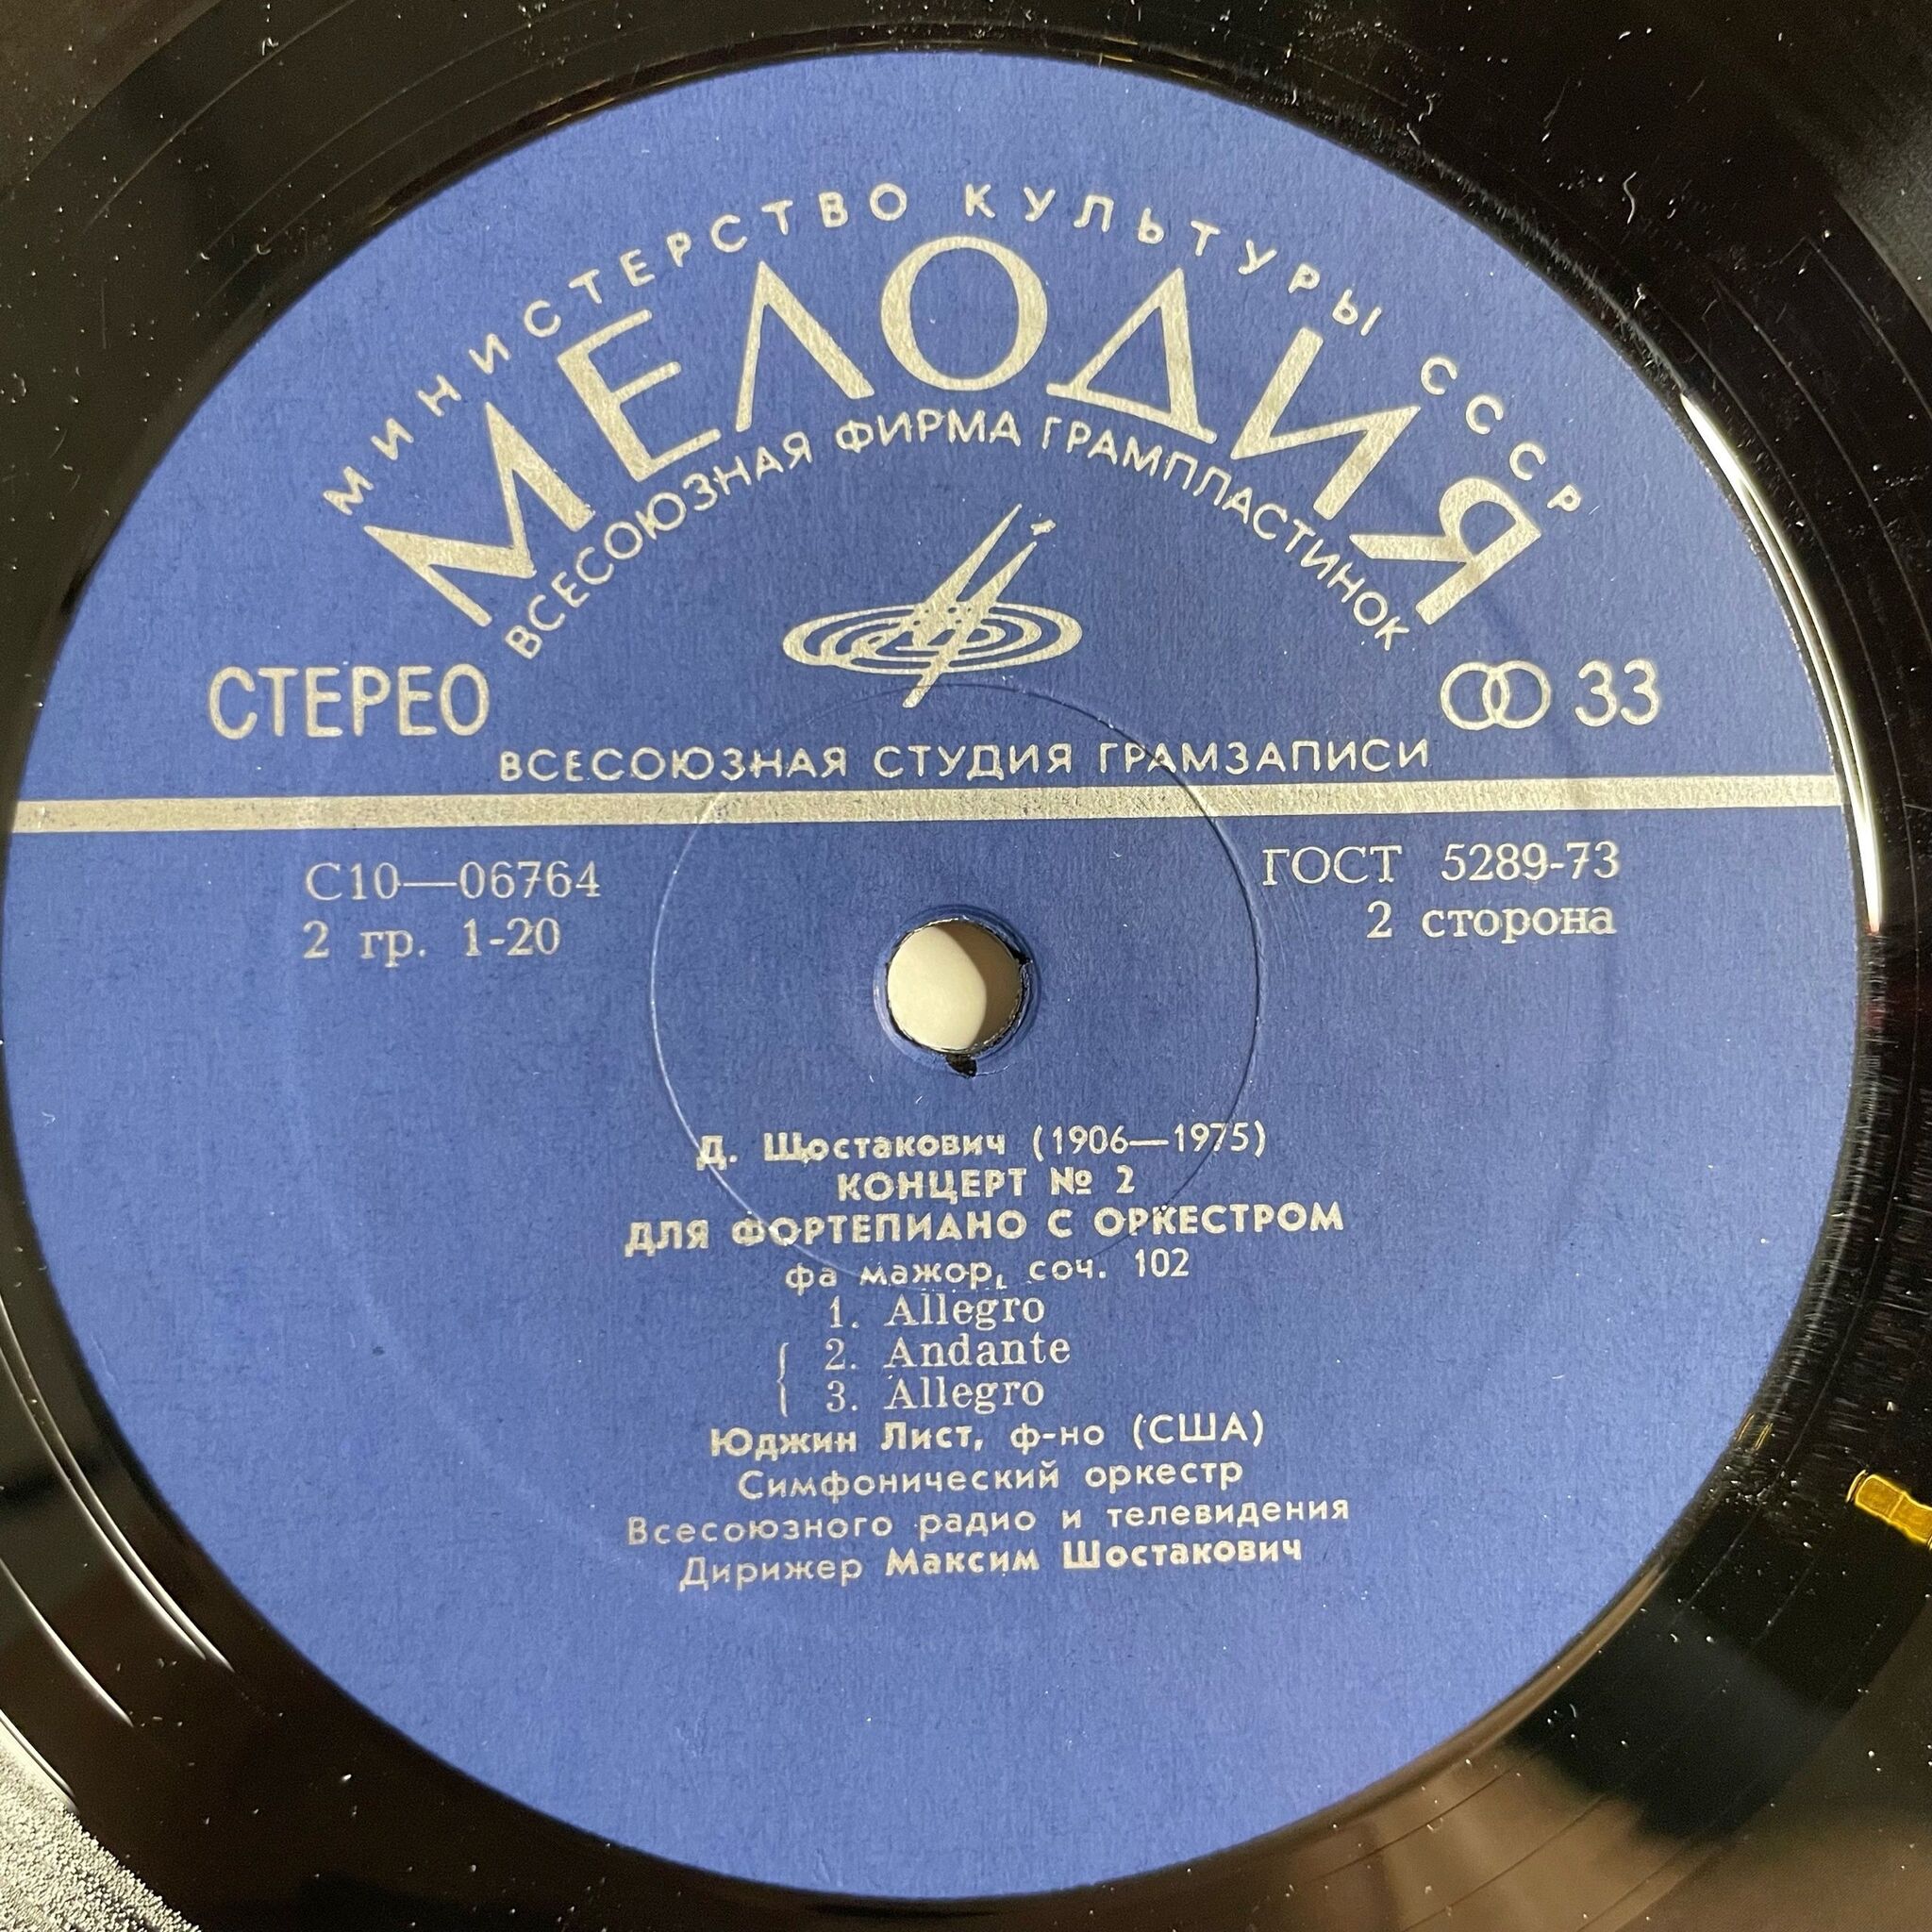 МИНИСТЕРСТВО КУЛЬТУРЫ СССР
МЕЛОДИЯ
ВСЕСОЮЗНАЯ ФИРМА ГРАМПЛАСТИНОК
СТЕРЕО
33
ВСЕСОЮЗНАЯ СТУДИЯ ГРАМЗАПИСИ
С10—06764
ГОСТ 5289-73
2 гр. 1-20
2 сторона
Д. Шостакович (1906—1975)
КОНЦЕРТ № 2
ДЛЯ ФОРТЕПИАНО С ОРКЕСТРОМ
фа мажор, соч. 102
1. Allegro
2. Andante
3. Allegro
Юджин Лист, ф-но (США)
Симфонический оркестр
Всесоюзного радио и телевидения
Дирижер Максим Шостакович